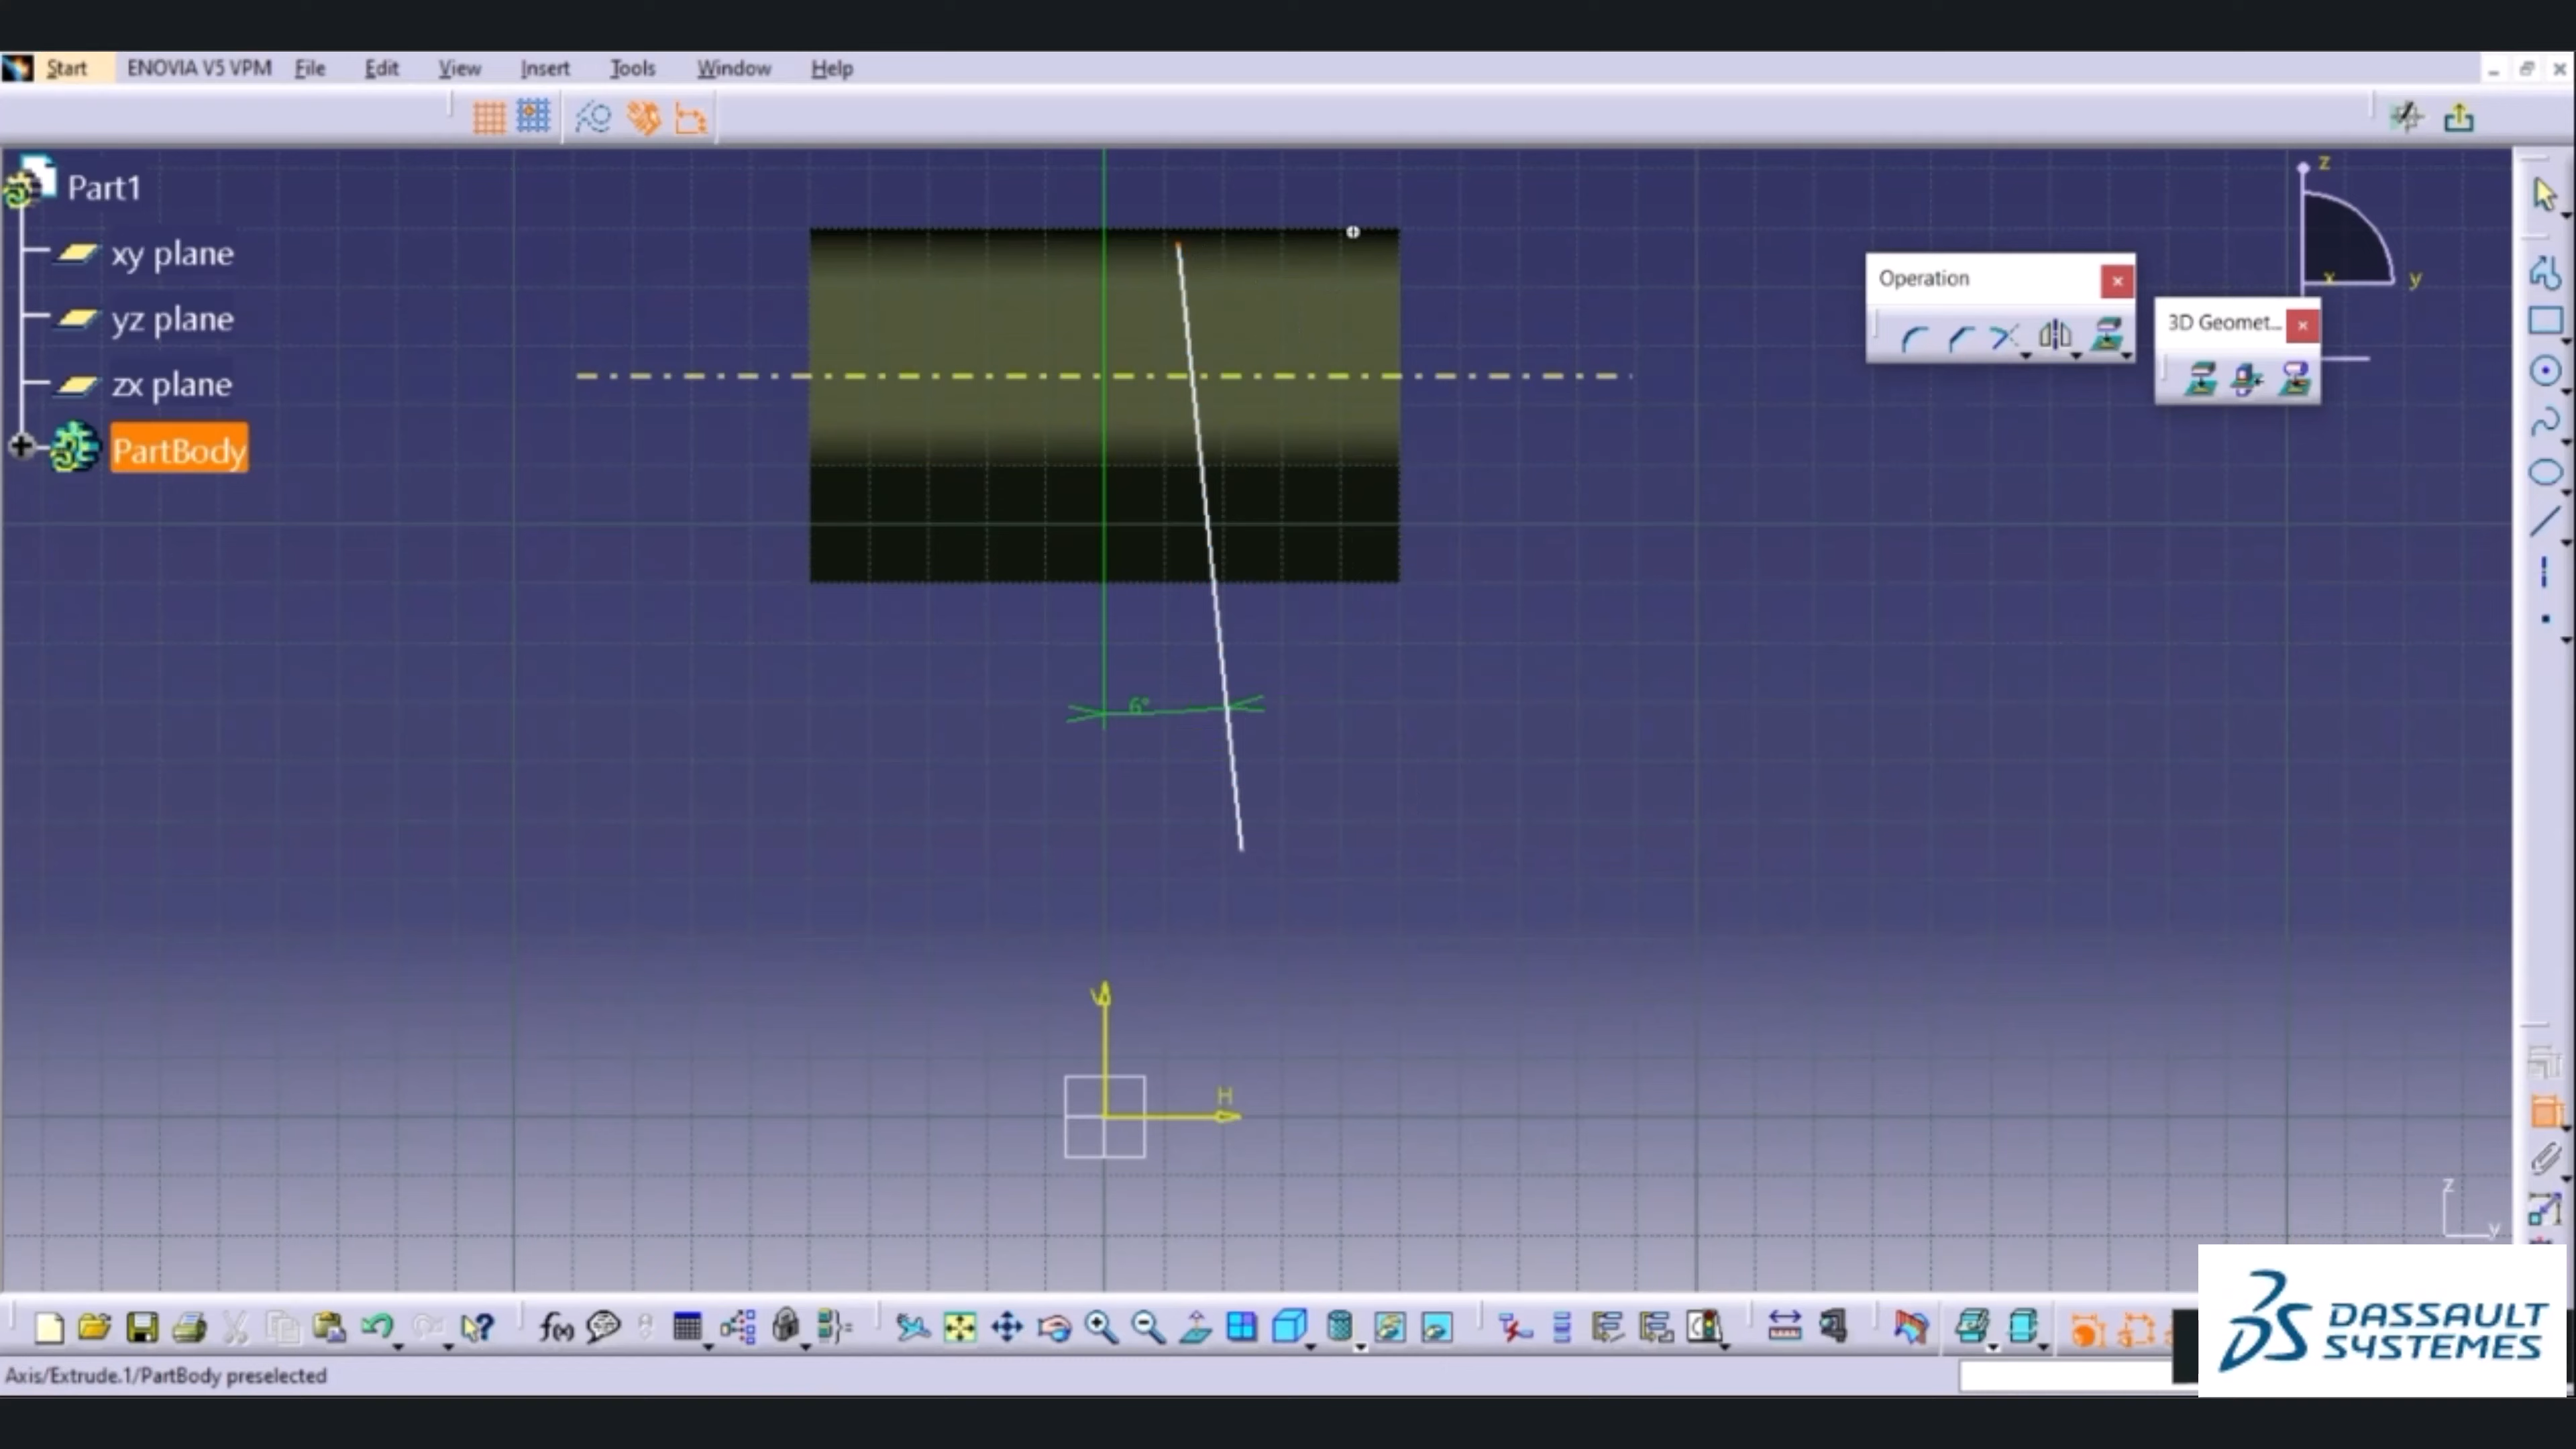 Start ENOVIA V5 VPM File Edit View Insert Tools Window Help
Part1
xy plane
yz plane
zx plane
PartBody
z
x
y
Operation
3D Geomet...
6°
V
H
z
y
f(x)
Axis/Extrude.1/PartBody preselected
DASSAULT
SYSTEMES